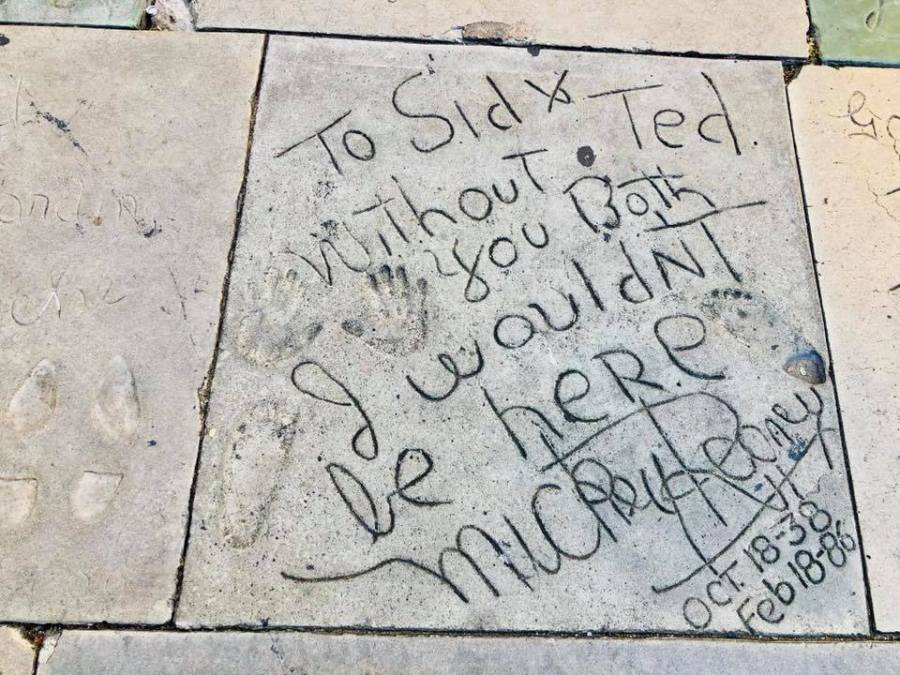 To Sid & Ted.
Without
you Both
I wouldNT
be heRe
Mickey Rooney
OCT. 18-38
Feb 18-86